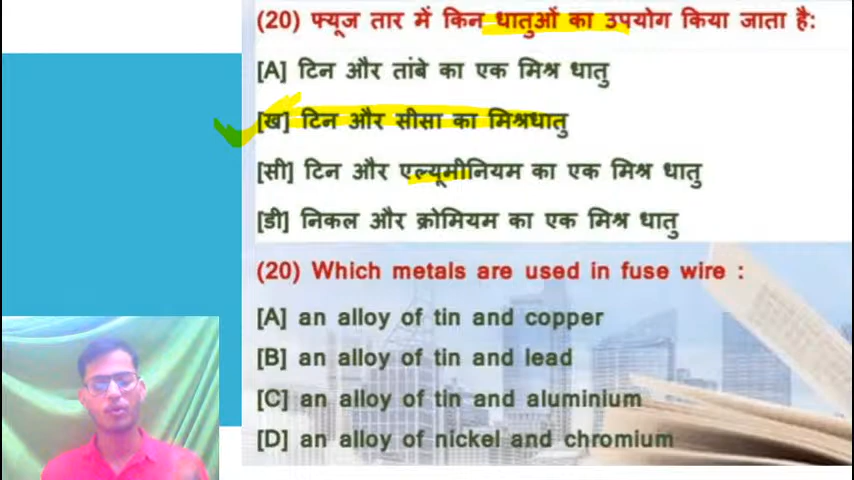 (20) फ्यूज तार में किन धातुओं का उपयोग किया जाता है:
[A] टिन और तांबे का एक मिश्र धातु
[ख] टिन और सीसा का मिश्रधातु
[सी] टिन और एल्यूमीनियम का एक मिश्र धातु
[डी] निकल और क्रोमियम का एक मिश्र धातु
(20) Which metals are used in fuse wire :
[A] an alloy of tin and copper
[B] an alloy of tin and lead
[C] an alloy of tin and aluminium
[D] an alloy of nickel and chromium